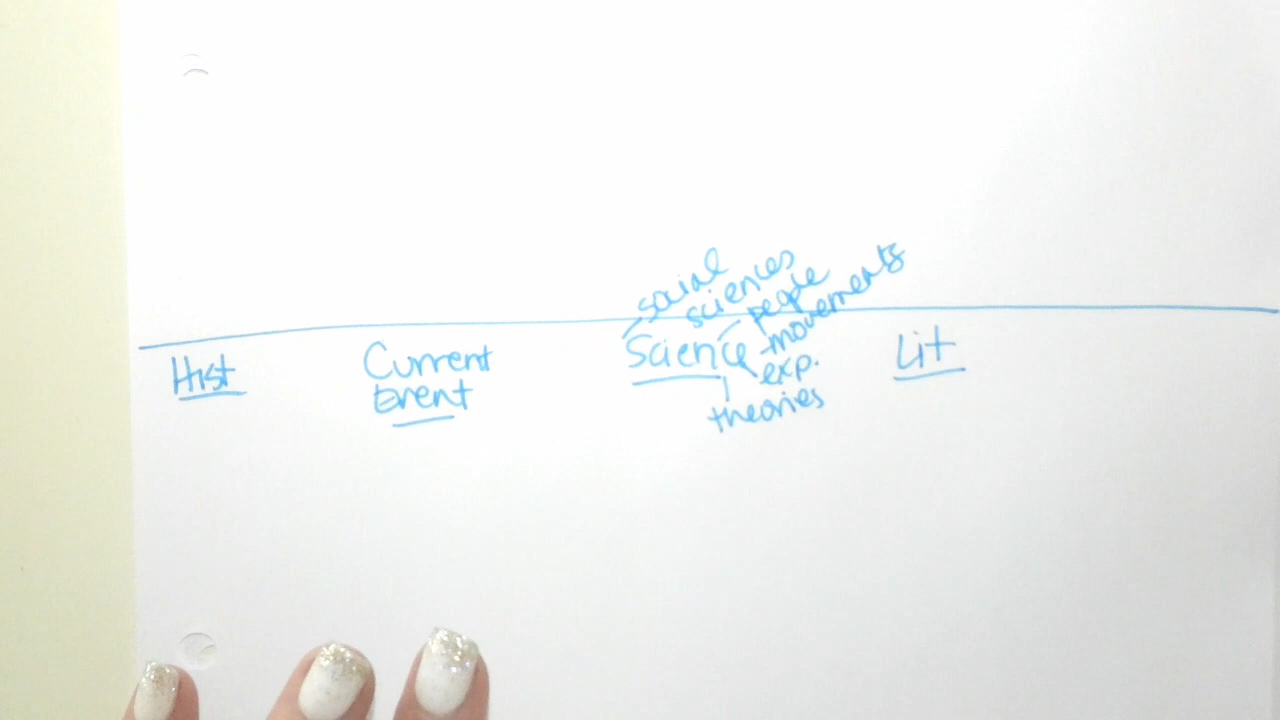 social
sciences
people
movements
exp.
theories
Hist
Current
Event
Science
Lit